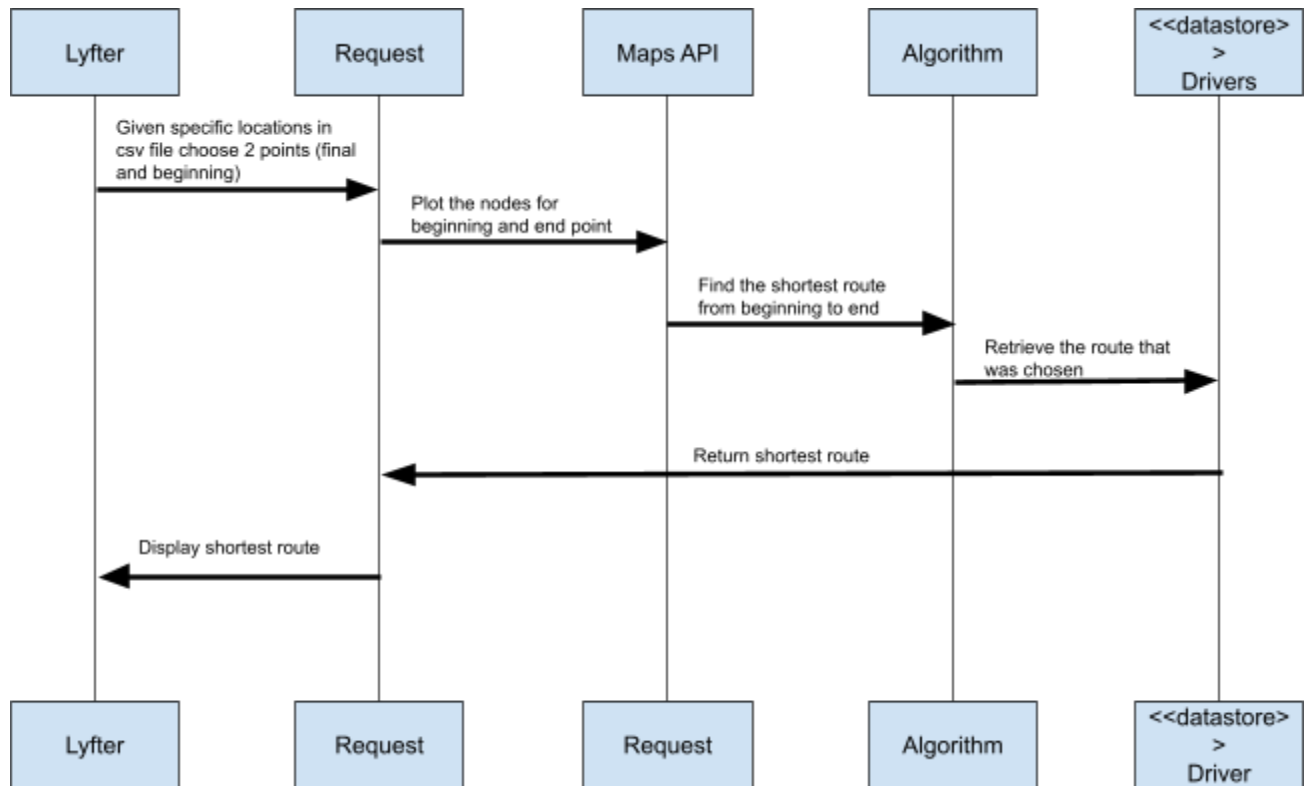 Lyfter
Request
Maps API
Algorithm
<<datastore>
>
Drivers
Given specific locations in
csv file choose 2 points (final
and beginning)
Plot the nodes for
beginning and end point
Find the shortest route
from beginning to end
Retrieve the route that
was chosen
Return shortest route
Display shortest route
Lyfter
Request
Request
Algorithm
<<datastore>
>
Driver